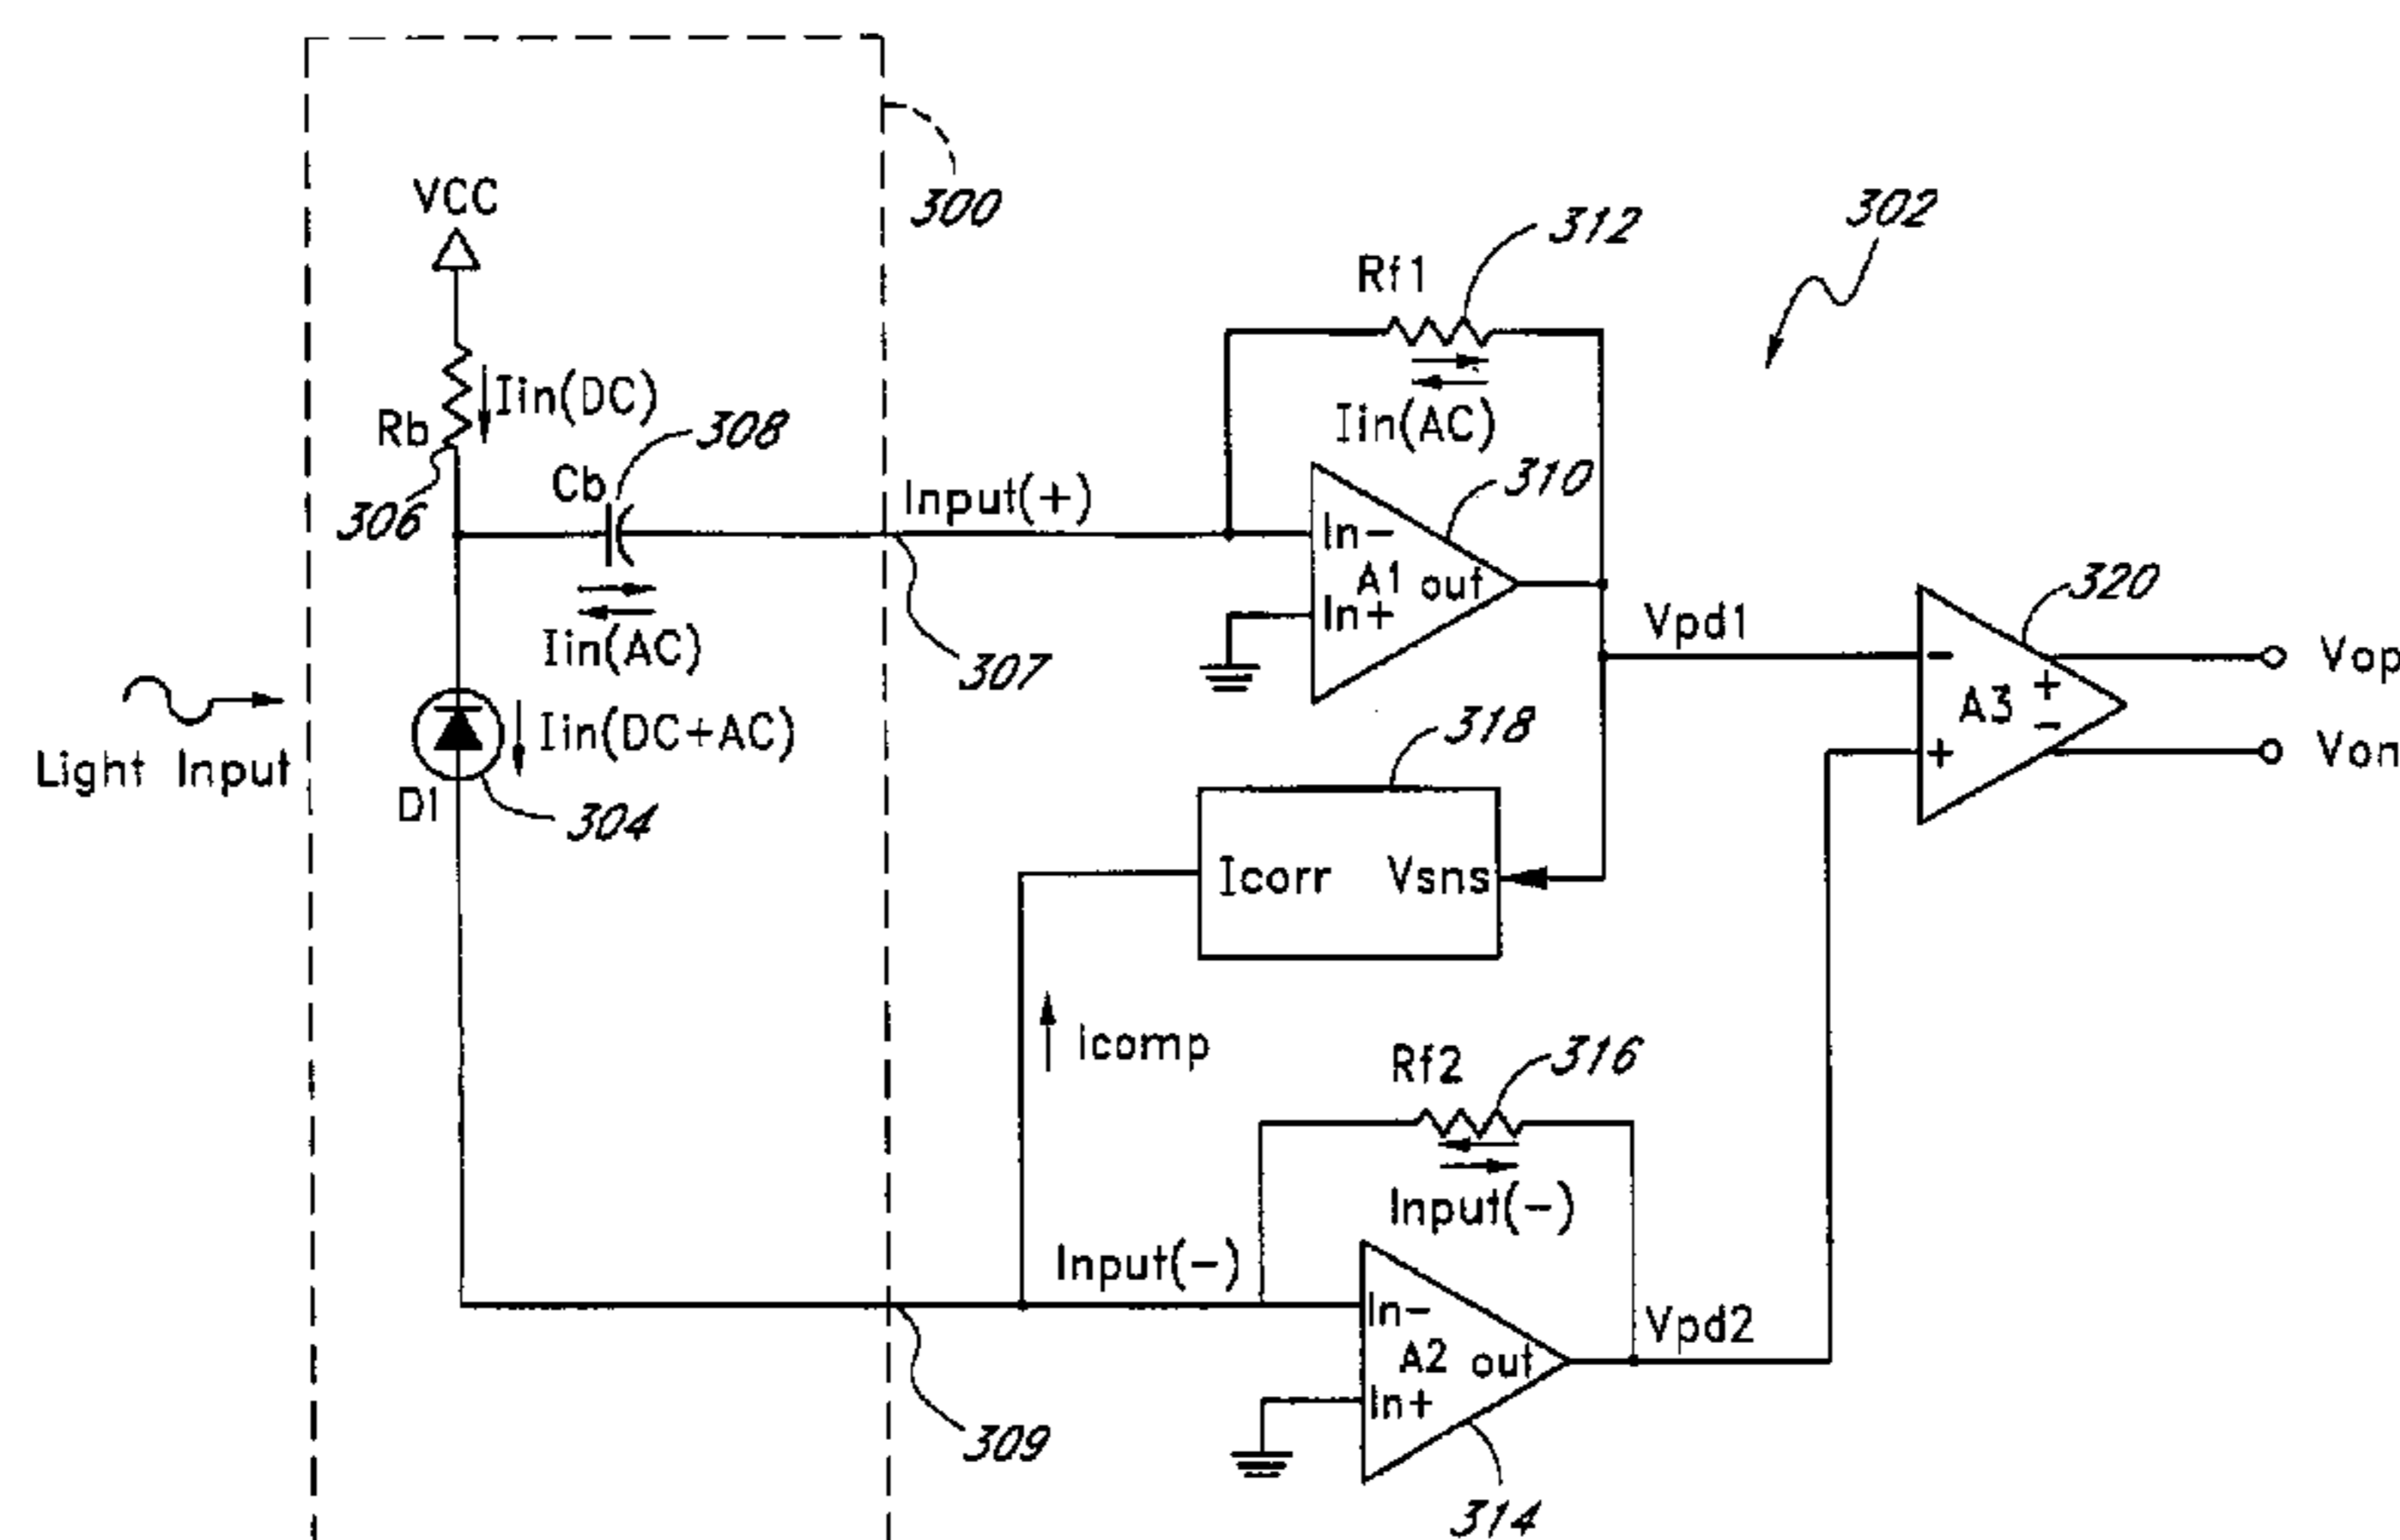 300
VCC
302
312
Rf1
Iin(DC)
Rb
308
Iin(AC)
306
Cb
Input(+)
310
In-
A1 out
In+
Iin(AC)
307
320
Vpd1
Vop
-
A3 +
-
+
Von
Light Input
Iin(DC+AC)
D1
304
318
Icorr Vsns
Icomp
Rf2
316
Input(-)
Input(-)
In-
A2 out
In+
Vpd2
309
314